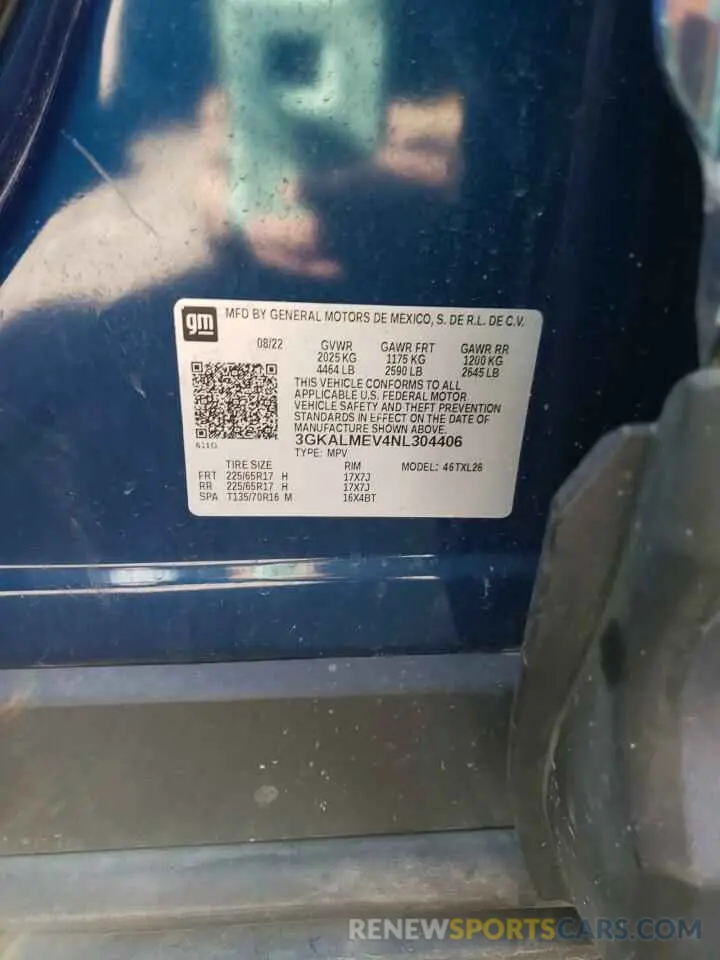 gm MFD BY GENERAL MOTORS DE MEXICO, S. DE R.L. DE C.V.
08/22 GVWR GAWR FRT GAWR RR
2025 KG 1175 KG 1200 KG
4464 LB 2590 LB 2645 LB
THIS VEHICLE CONFORMS TO ALL
APPLICABLE U.S. FEDERAL MOTOR
VEHICLE SAFETY AND THEFT PREVENTION
STANDARDS IN EFFECT ON THE DATE OF
MANUFACTURE SHOWN ABOVE.
3GKALMEV4NL304406
TYPE: MPV
TIRE SIZE RIM MODEL: 46TXL26
FRT 225/65R17 H 17X7J
RR 225/65R17 H 17X7J
SPA T135/70R16 M 16X4BT
RENEWSPORTSCARS.COM